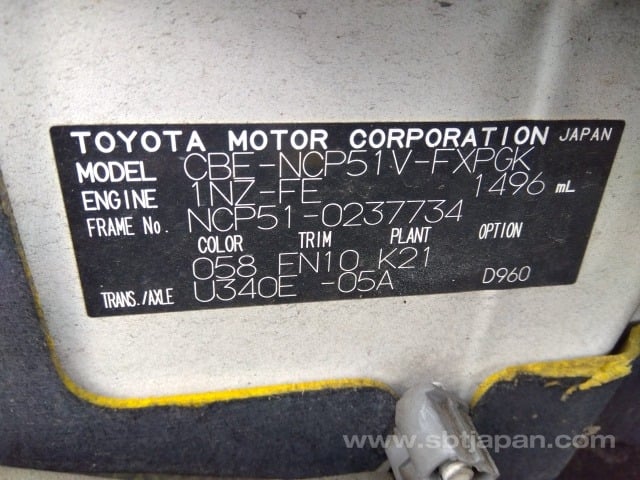 TOYOTA MOTOR CORPORATION JAPAN
MODEL CBE-NCP51V-FXPGK
ENGINE 1NZ-FE 1496 mL
FRAME No. NCP51-0237734
COLOR TRIM PLANT OPTION
058 FN10 K21
TRANS./AXLE U340E -05A D960
www.sbtjapan.com